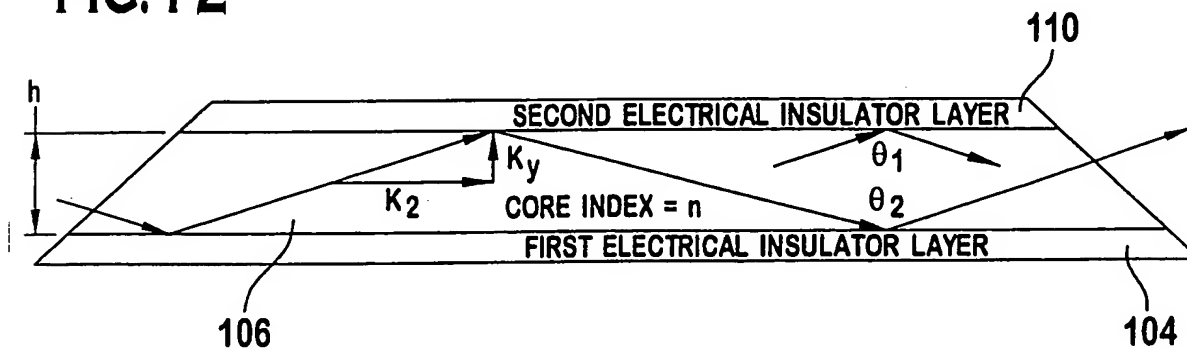 110
h
SECOND ELECTRICAL INSULATOR LAYER
Ky
θ1
K2
CORE INDEX = n
θ2
FIRST ELECTRICAL INSULATOR LAYER
106
104